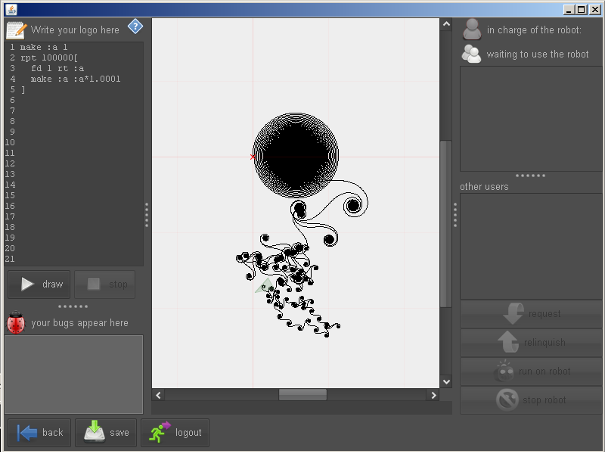 Write your logo here
in charge of the robot:
waiting to use the robot
1 make :a 1
2 rpt 100000[
3 fd 1 rt :a
4 make :a :a*1.0001
5 ]
6
7
8
9
10
11
12
13
14
15
16
17
18
19
20
21
other users
draw
stop
your bugs appear here
request
relinquish
run on robot
stop robot
back
save
logout